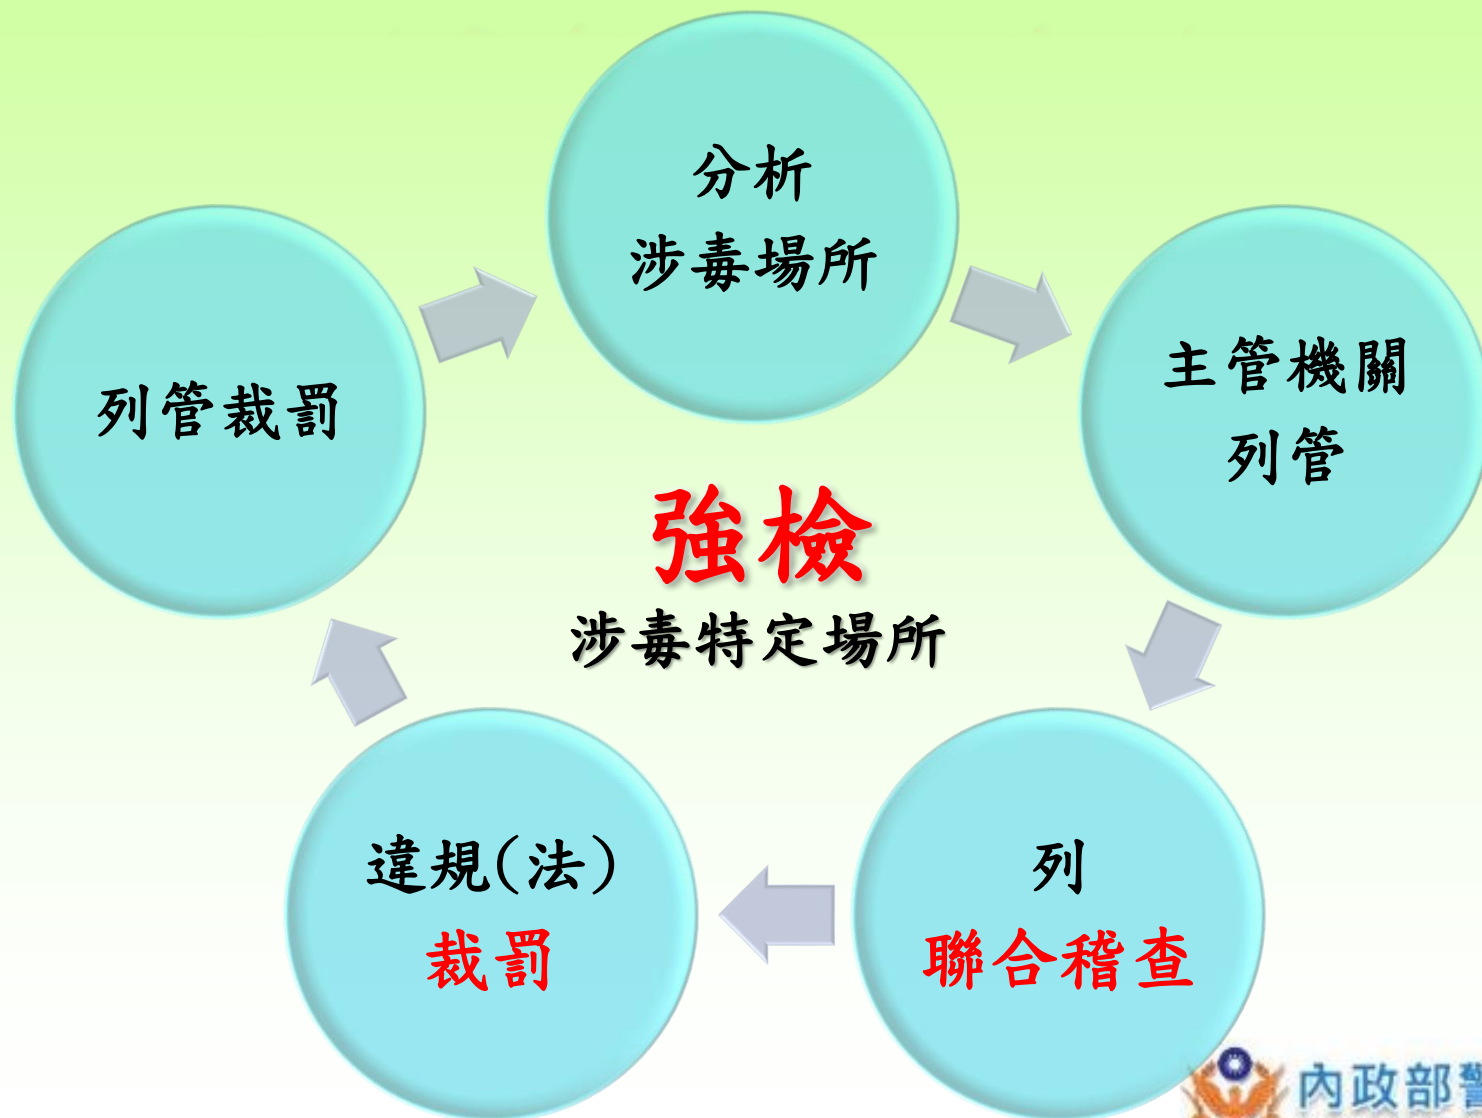 分析
涉毒場所
主管機關
列管
列
聯合稽查
違規(法)
裁罰
列管裁罰
強檢
涉毒特定場所
內政部警